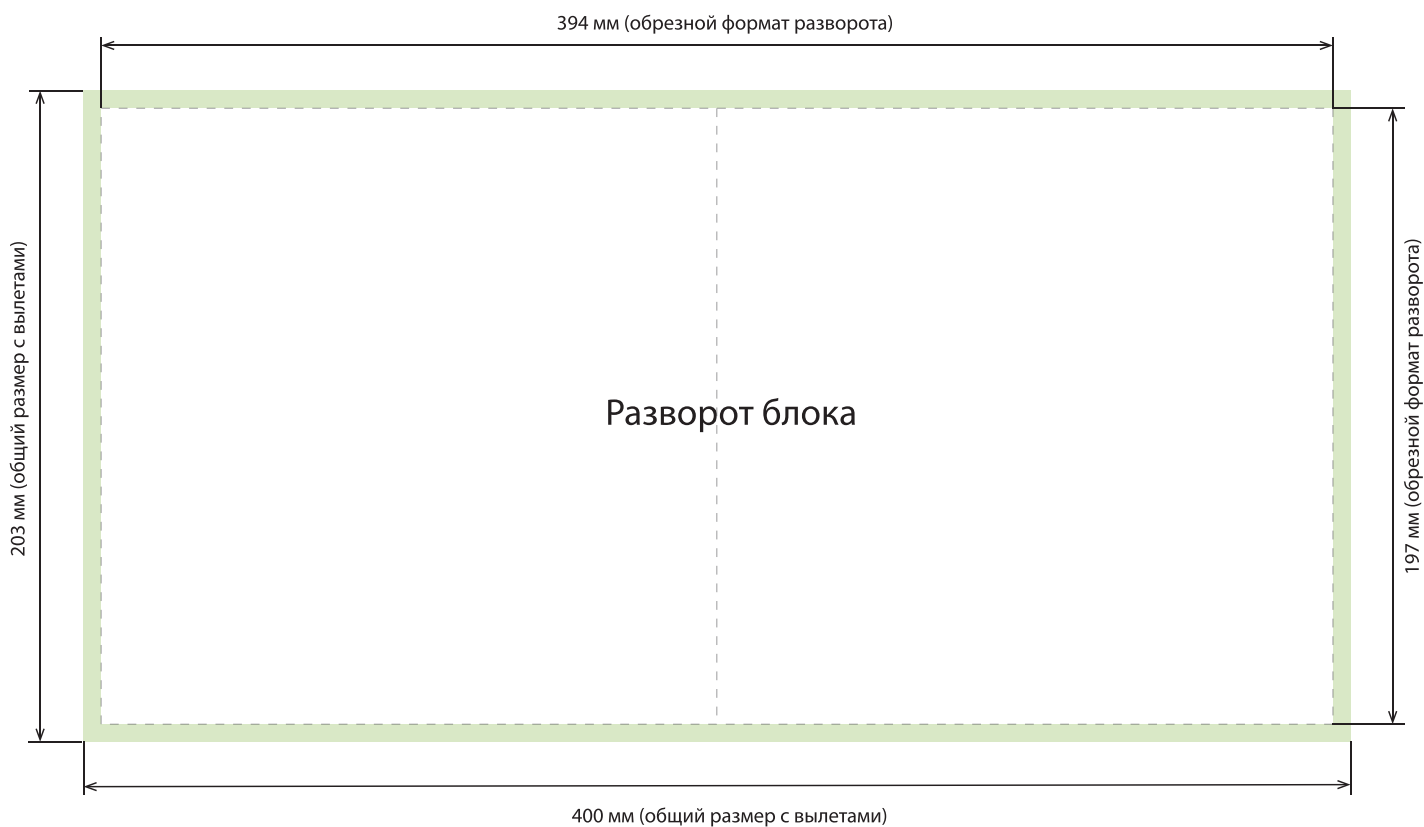 394 мм (обрезной формат разворота)
203 мм (общий размер с вылетами)
Разворот блока
197 мм (обрезной формат разворота)
400 мм (общий размер с вылетами)